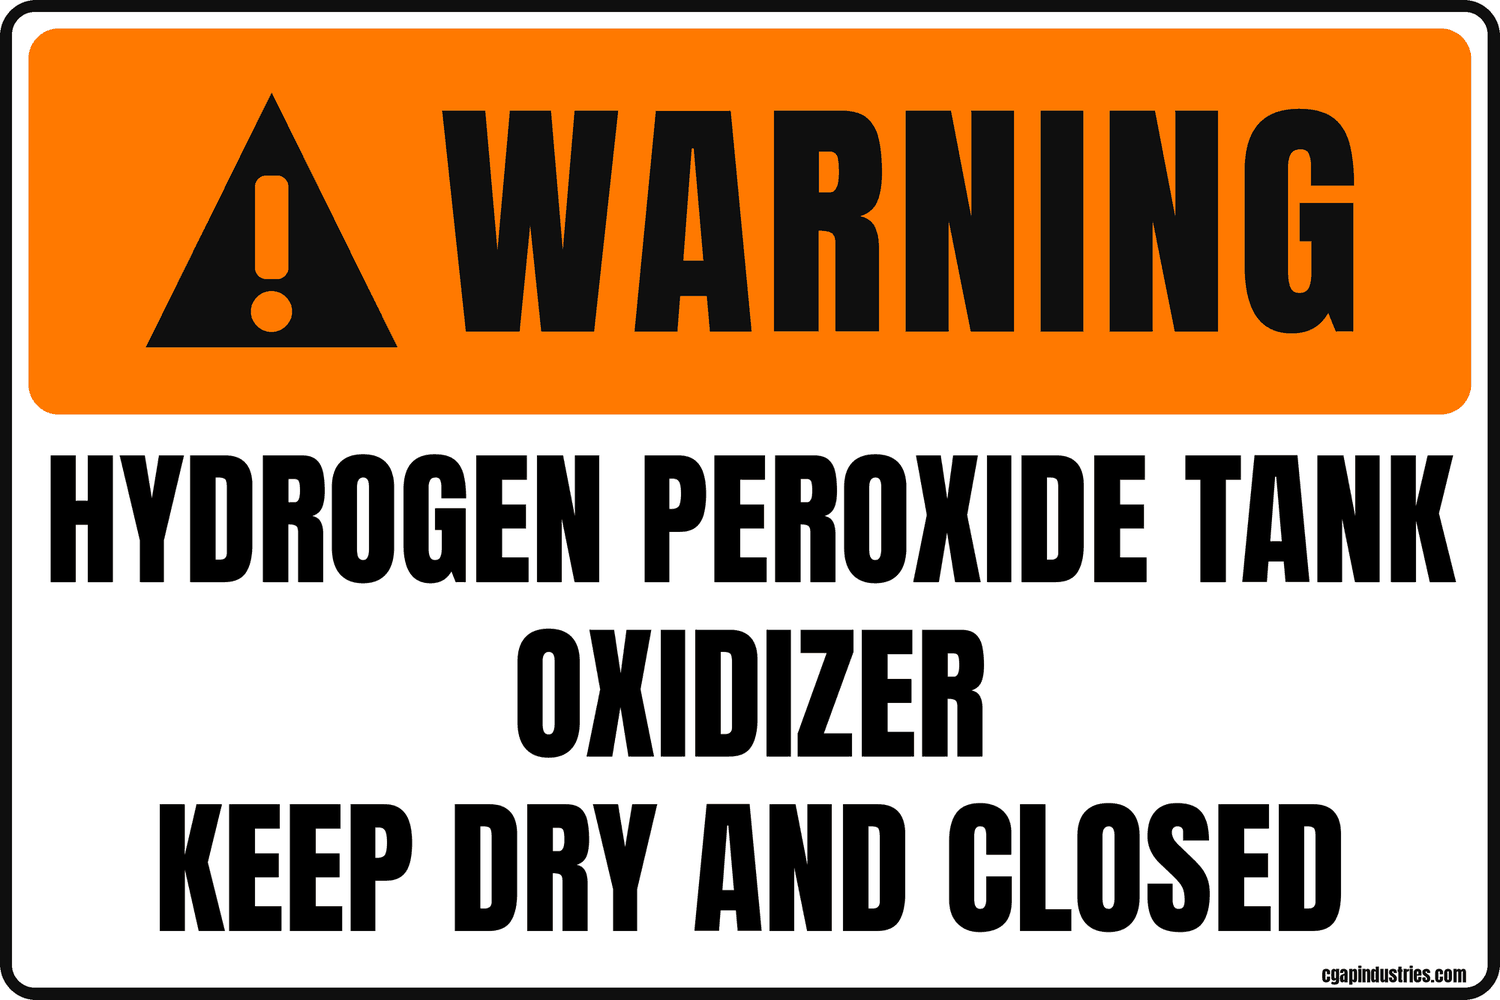 WARNING
HYDROGEN PEROXIDE TANK
OXIDIZER
KEEP DRY AND CLOSED
cgapindustries.com